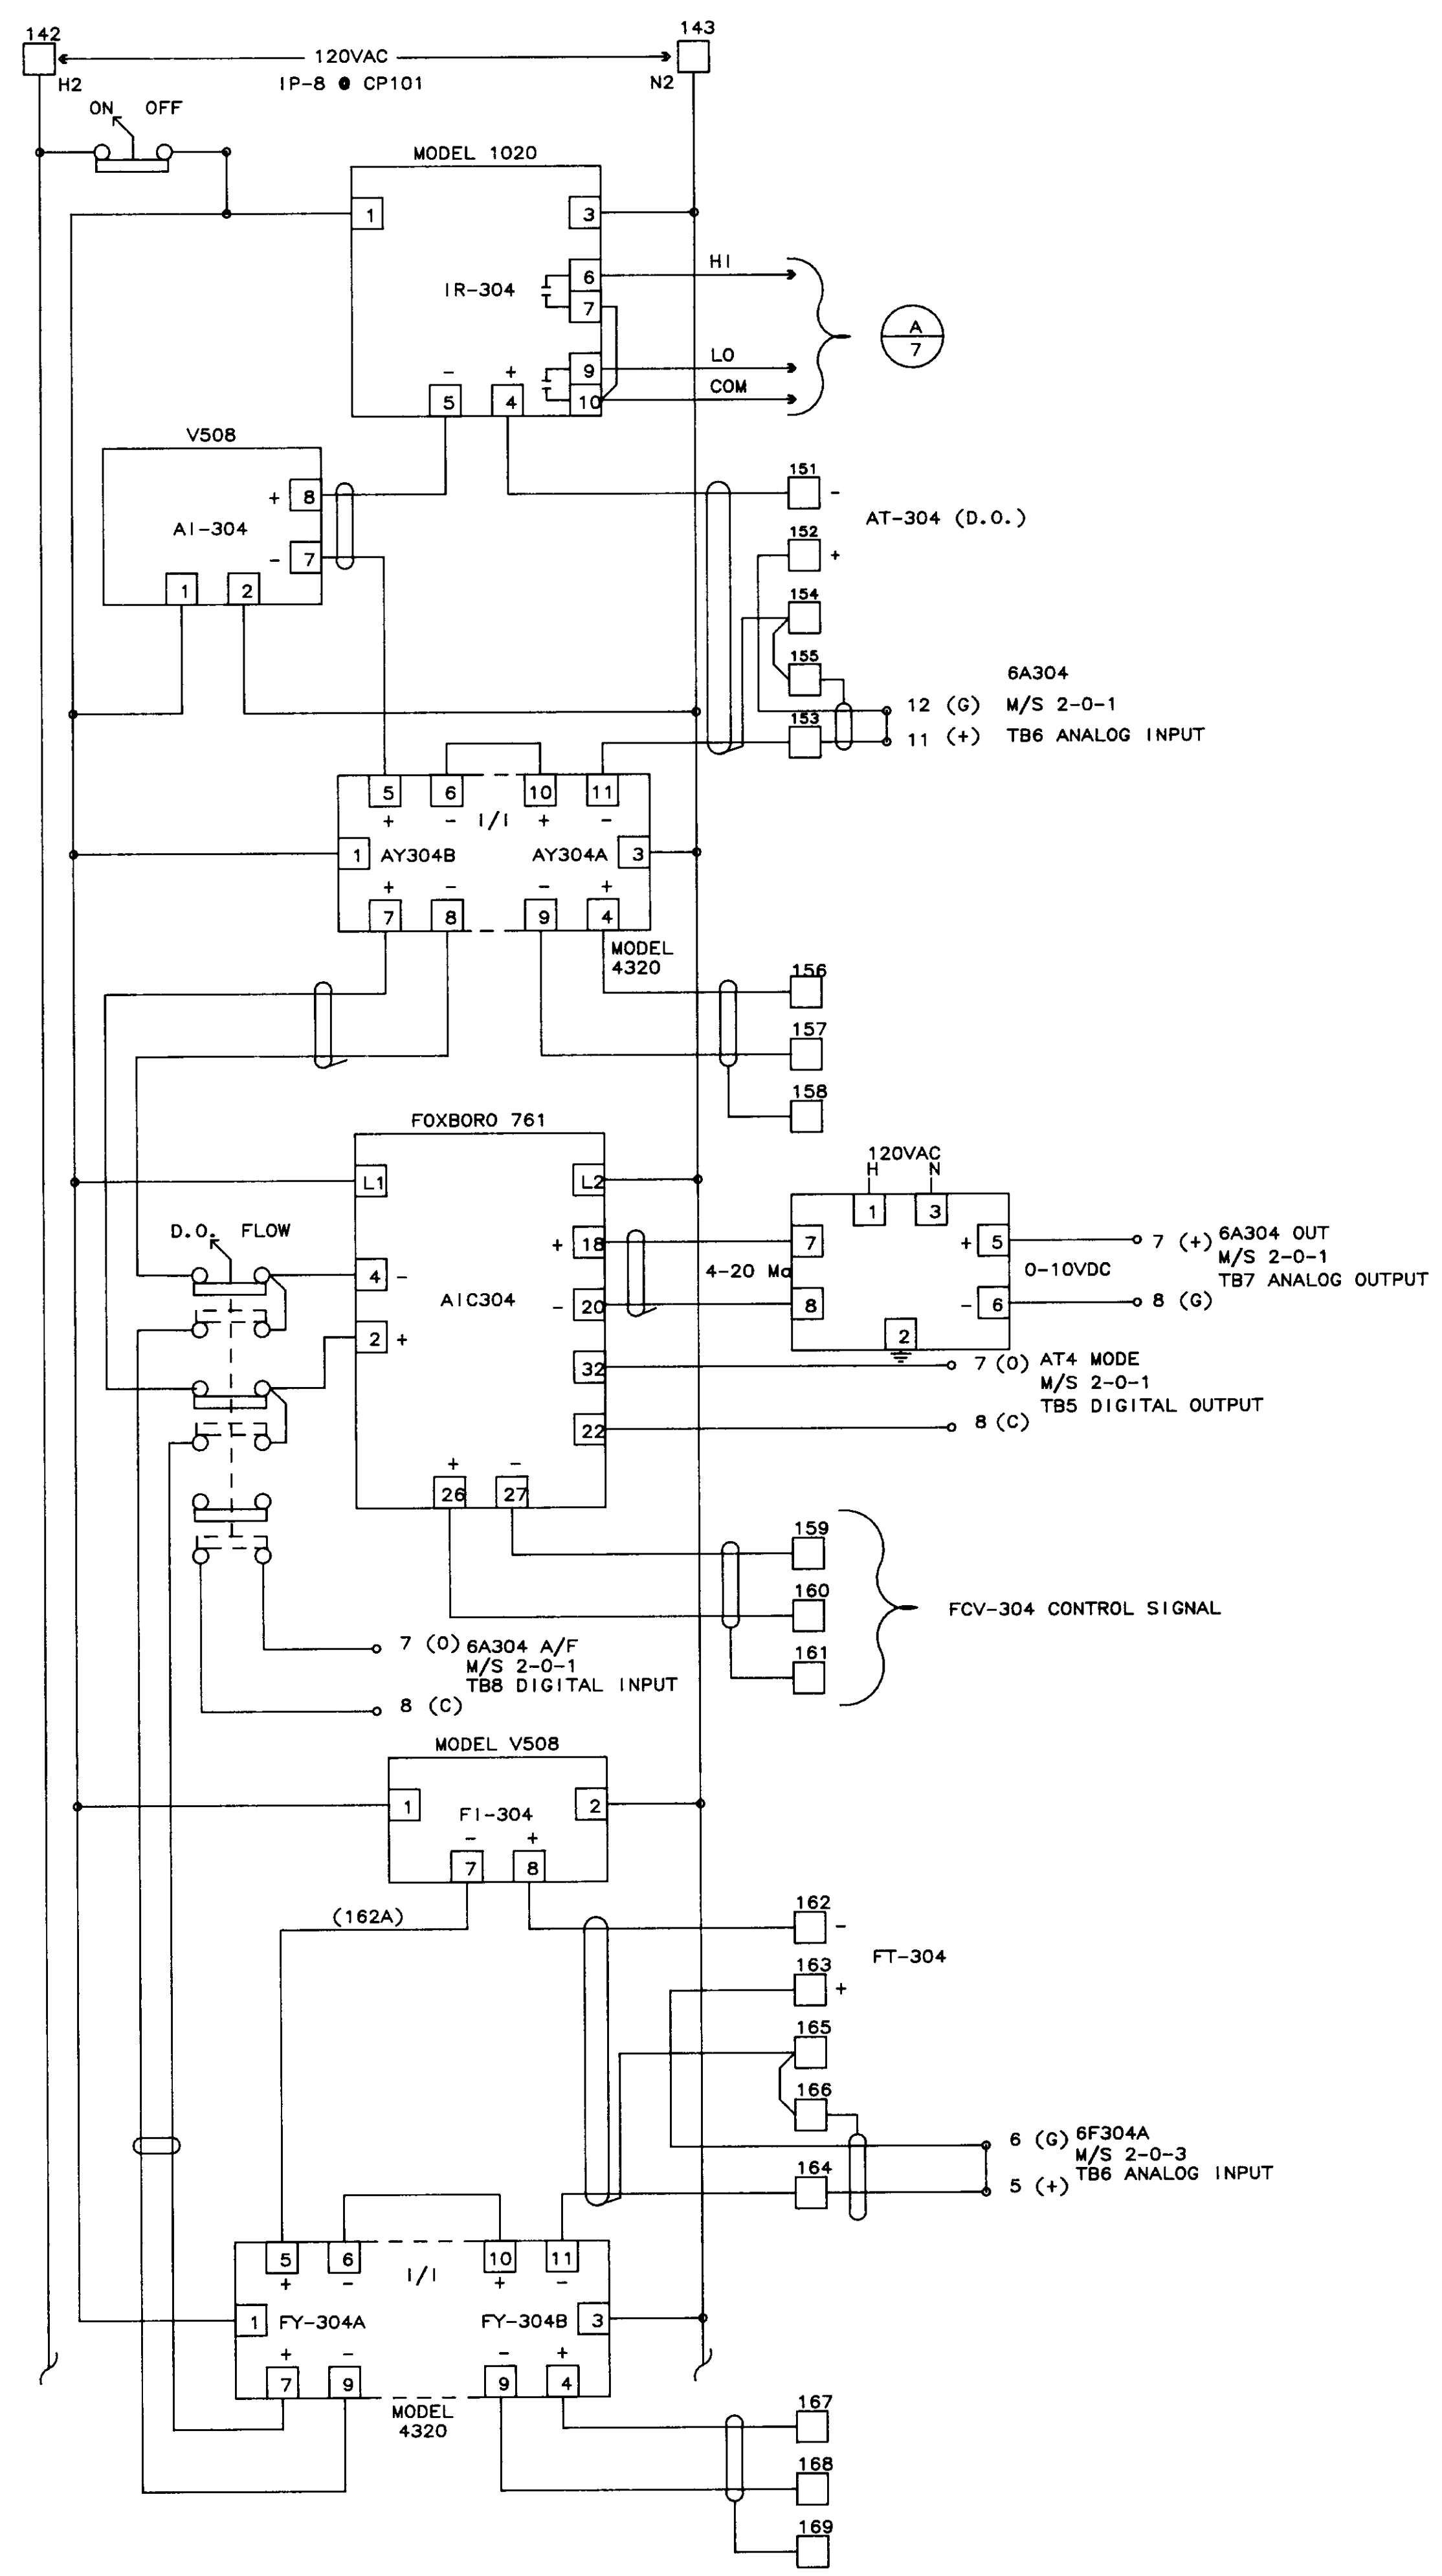 142
143
120VAC
H2
IP-8 @ CP101
N2
ON OFF
MODEL 1020
1
3
HI
6
IR-304
7
A
7
LO
9
COM
- +
5 4 10
V508
151
+ 8
-
AI-304
AT-304 (D.O.)
152
- 7
+
1 2
154
155
6A304
12 (G) M/S 2-0-1
153
11 (+) TB6 ANALOG INPUT
5 6 10 11
+ - I/I + -
1 AY304B AY304A 3
+ - - +
7 8 9 4
MODEL
4320
156
157
158
FOXBORO 761
120VAC
H N
L1 L2
1 3
D.O. FLOW
+ 18
7
+ 5
7 (+) 6A304 OUT
M/S 2-0-1
4 -
4-20 Ma
0-10VDC
TB7 ANALOG OUTPUT
AIC304
- 20
8
- 6
8 (G)
2 +
2
32
7 (O) AT4 MODE
M/S 2-0-1
TB5 DIGITAL OUTPUT
22
8 (C)
+ -
26 27
159
160
FCV-304 CONTROL SIGNAL
161
7 (O) 6A304 A/F
M/S 2-0-1
TB8 DIGITAL INPUT
8 (C)
MODEL V508
1 2
FI-304
- +
7 8
162
(162A)
-
FT-304
163
+
165
166
6 (G) 6F304A
M/S 2-0-3
164
TB6 ANALOG INPUT
5 (+)
5 6 10 11
+ - I/I + -
1 FY-304A FY-304B 3
+ - - +
7 9 9 4
MODEL
4320
167
168
169